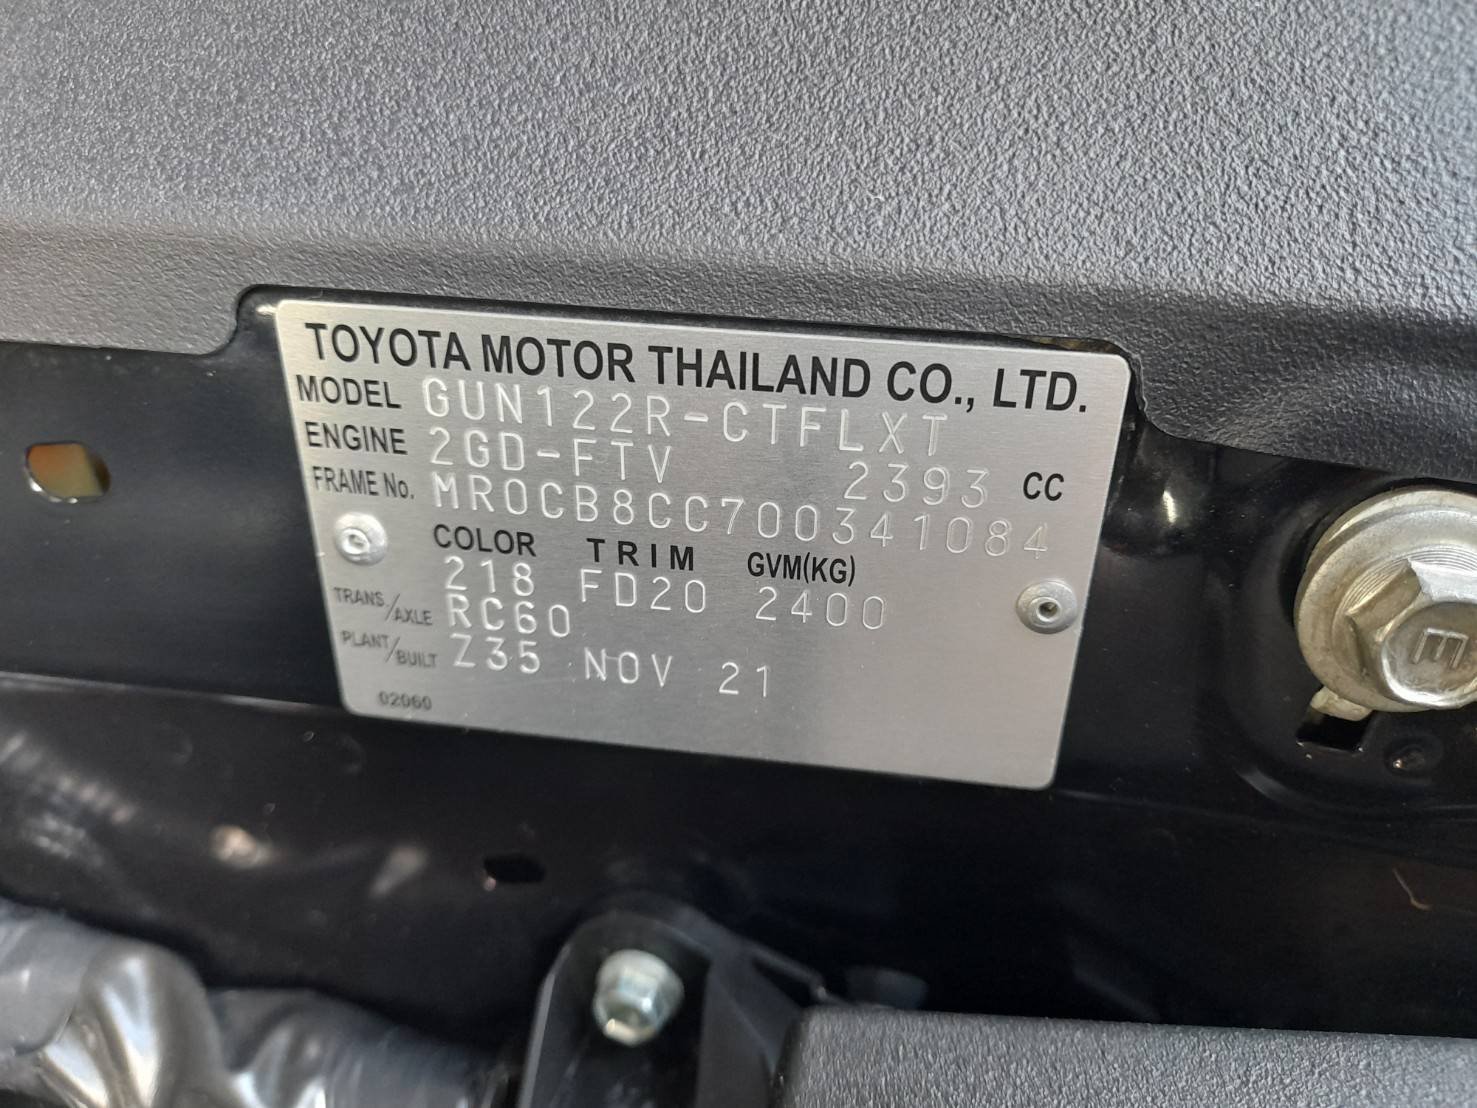 TOYOTA MOTOR THAILAND CO., LTD.
MODEL GUN122R-CTFLXT
ENGINE 2GD-FTV 2393 CC
FRAME No. MR0CB8CC700341084
COLOR TRIM GVM(KG)
218 FD20 2400
TRANS/AXLE RC60
PLANT/BUILT Z35 NOV 21
02060